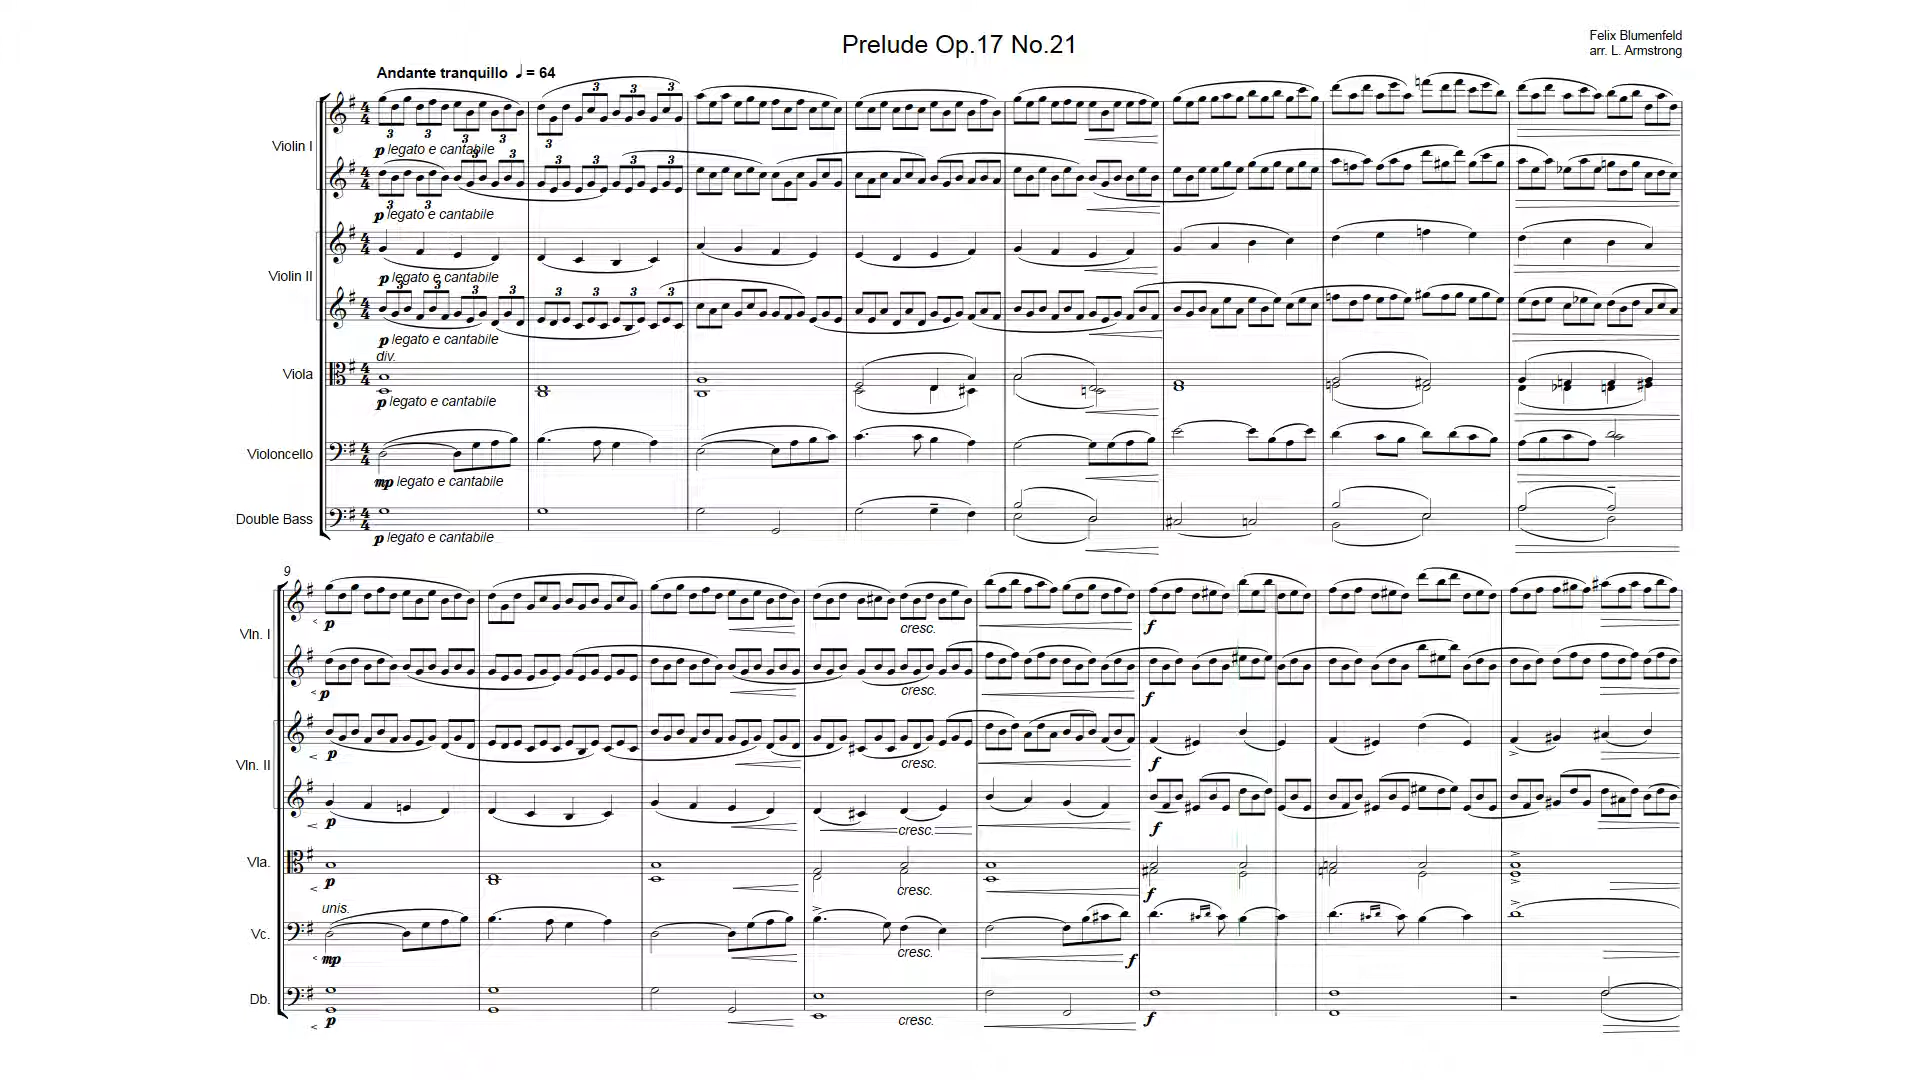 Prelude Op.17 No.21
Felix Blumenfeld
arr. L. Armstrong
Andante tranquillo ♩= 64
Violin I
p legato e cantabile
p legato e cantabile
Violin II
p legato e cantabile
p legato e cantabile
div.
Viola
p legato e cantabile
Violoncello
mp legato e cantabile
Double Bass
p legato e cantabile
9
Vln. I
p
cresc.
f
p
cresc.
f
Vln. II
p
cresc.
f
p
cresc.
f
Vla.
p
cresc.
f
unis.
Vc.
mp
cresc.
f
Db.
p
cresc.
f